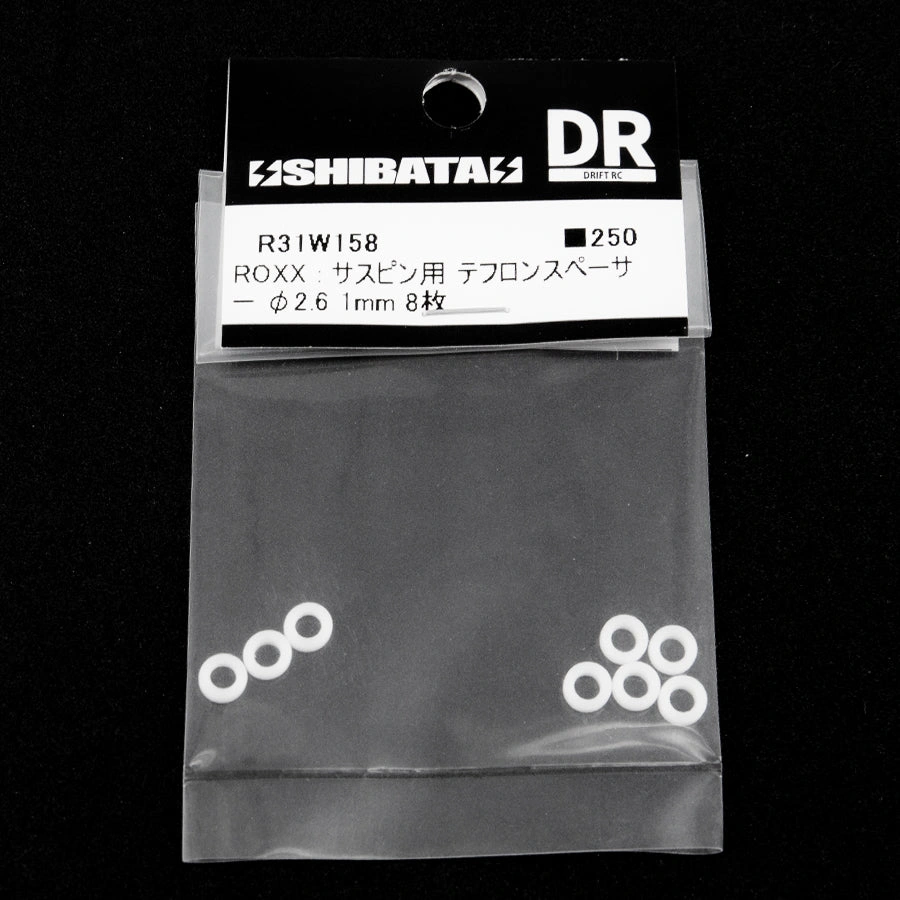 SHIBATA
DR
DRIFT RC
R31W158 ■250
ROXX : サスピン用 テフロンスペーサ
ー φ2.6 1mm 8枚